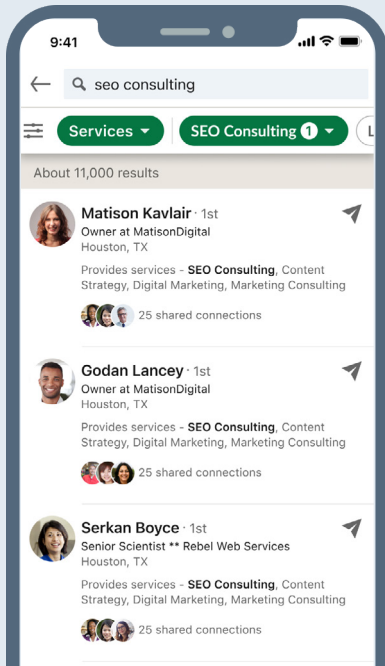 9:41
seo consulting
Services
SEO Consulting 1
L
About 11,000 results
Matison Kavlair · 1st
Owner at MatisonDigital
Houston, TX
Provides services - SEO Consulting, Content
Strategy, Digital Marketing, Marketing Consulting
25 shared connections
Godan Lancey · 1st
Owner at MatisonDigital
Houston, TX
Provides services - SEO Consulting, Content
Strategy, Digital Marketing, Marketing Consulting
25 shared connections
Serkan Boyce · 1st
Senior Scientist ** Rebel Web Services
Houston, TX
Provides services - SEO Consulting, Content
Strategy, Digital Marketing, Marketing Consulting
25 shared connections